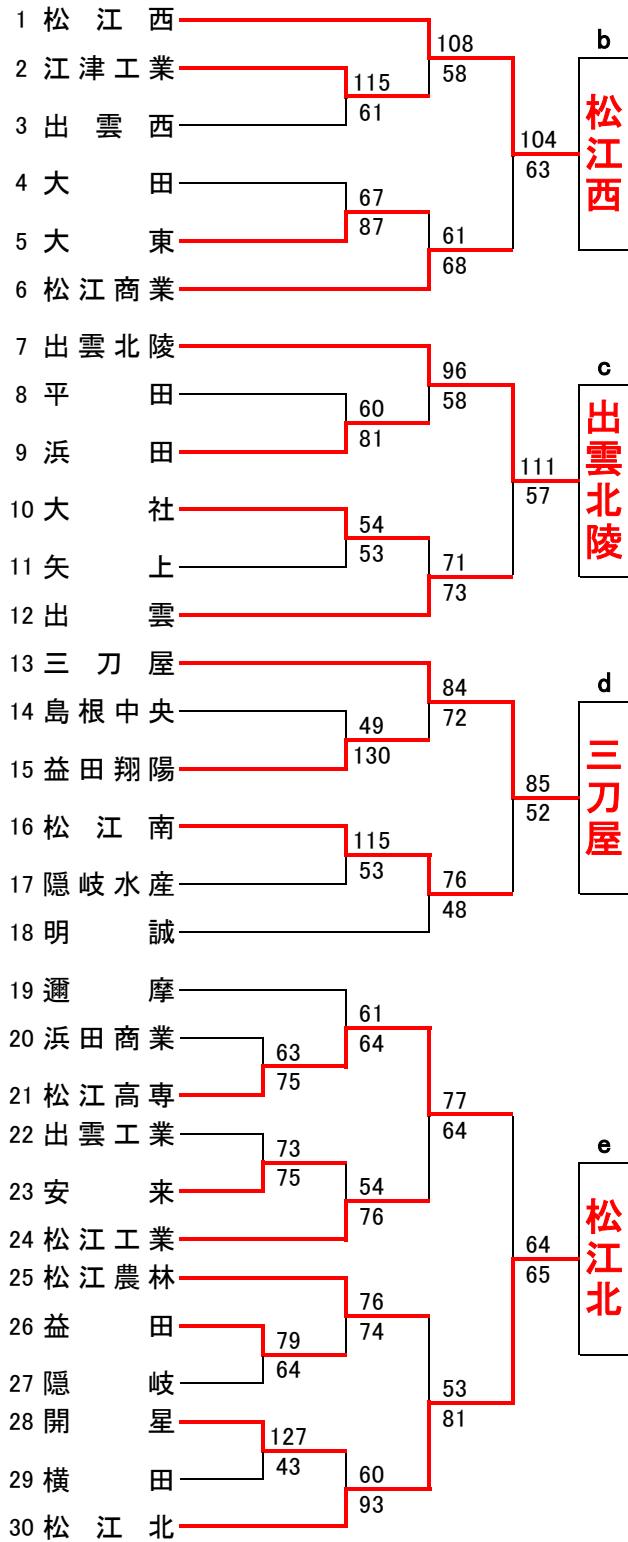 1 松江西
2 江津工業
3 出雲西
4 大田
5 大東
6 松江商業
115
61
67
87
108
58
61
68
104
63
b
松江西
7 出雲北陵
8 平田
9 浜田
10 大社
11 矢上
12 出雲
60
81
54
53
96
58
71
73
111
57
c
出雲北陵
13 三刀屋
14 島根中央
15 益田翔陽
16 松江南
17 隠岐水産
18 明誠
49
130
115
53
84
72
76
48
85
52
d
三刀屋
19 邇摩
20 浜田商業
21 松江高専
22 出雲工業
23 安来
24 松江工業
25 松江農林
26 益田
27 隠岐
28 開星
29 横田
30 松江北
63
75
73
75
79
64
127
43
61
64
54
76
76
74
60
93
77
64
53
81
64
65
e
松江北